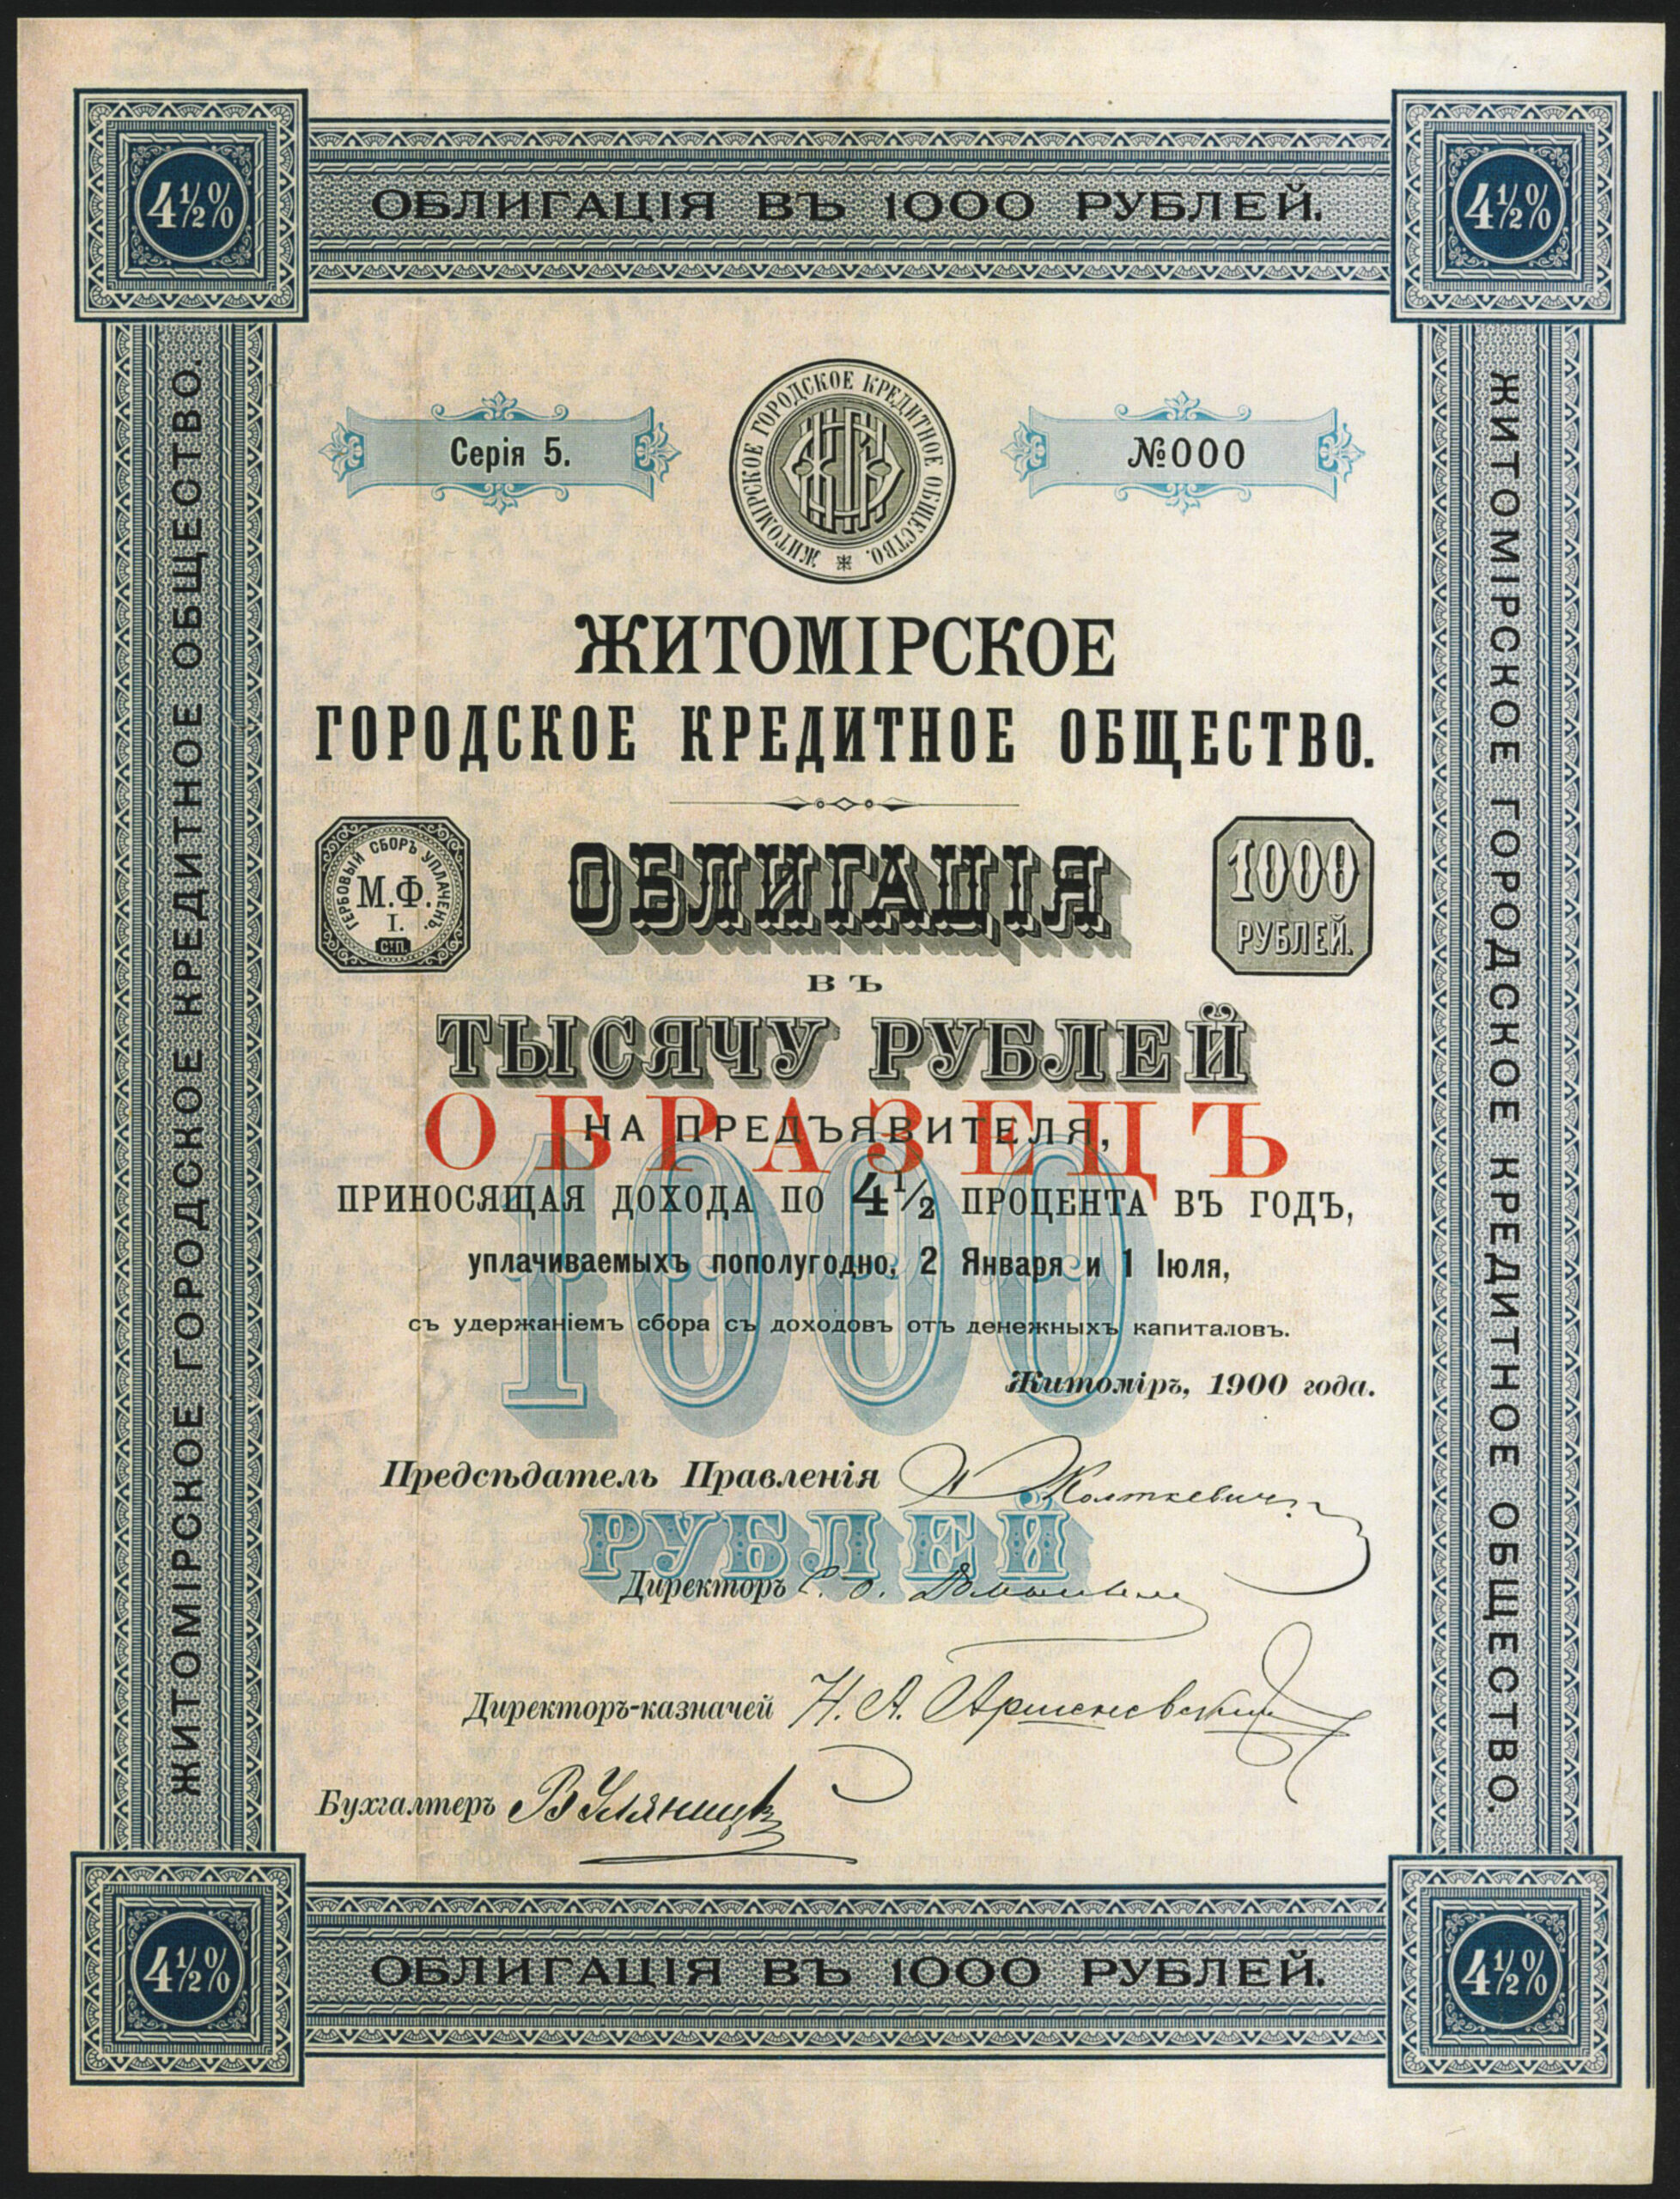 4½%
ОБЛИГАЦІЯ ВЪ 1000 РУБЛЕЙ.
4½%
ЖИТОМІРСКОЕ ГОРОДСКОЕ КРЕДИТНОЕ ОБЩЕСТВО.
ЖИТОМІРСКОЕ ГОРОДСКОЕ КРЕДИТНОЕ ОБЩЕСТВО.
Серія 5.
ЖИТОМІРСКОЕ ГОРОДСКОЕ КРЕДИТНОЕ ОБЩЕСТВО.
№000
ЖИТОМІРСКОЕ
ГОРОДСКОЕ КРЕДИТНОЕ ОБЩЕСТВО.
ГЕРБОВЫЙ СБОРЪ УПЛАЧЕНЪ.
М.Ф.
I.
С-П.
ОБЛИГАЦІЯ
1000
РУБЛЕЙ.
ВЪ
ТЫСЯЧУ РУБЛЕЙ
ОБРАЗЕЦЪ
НА ПРЕДЪЯВИТЕЛЯ,
1000
ПРИНОСЯЩАЯ ДОХОДА ПО 4½ ПРОЦЕНТА ВЪ ГОДЪ,
уплачиваемыхъ пополугодно, 2 Января и 1 Іюля,
съ удержаніемъ сбора съ доходовъ отъ денежныхъ капиталовъ.
Житоміръ, 1900 года.
Предсѣдатель Правленія
РУБЛЕЙ
Директоръ
Директоръ-казначей Н. А.
Бухгалтеръ
4½%
ОБЛИГАЦІЯ ВЪ 1000 РУБЛЕЙ.
4½%